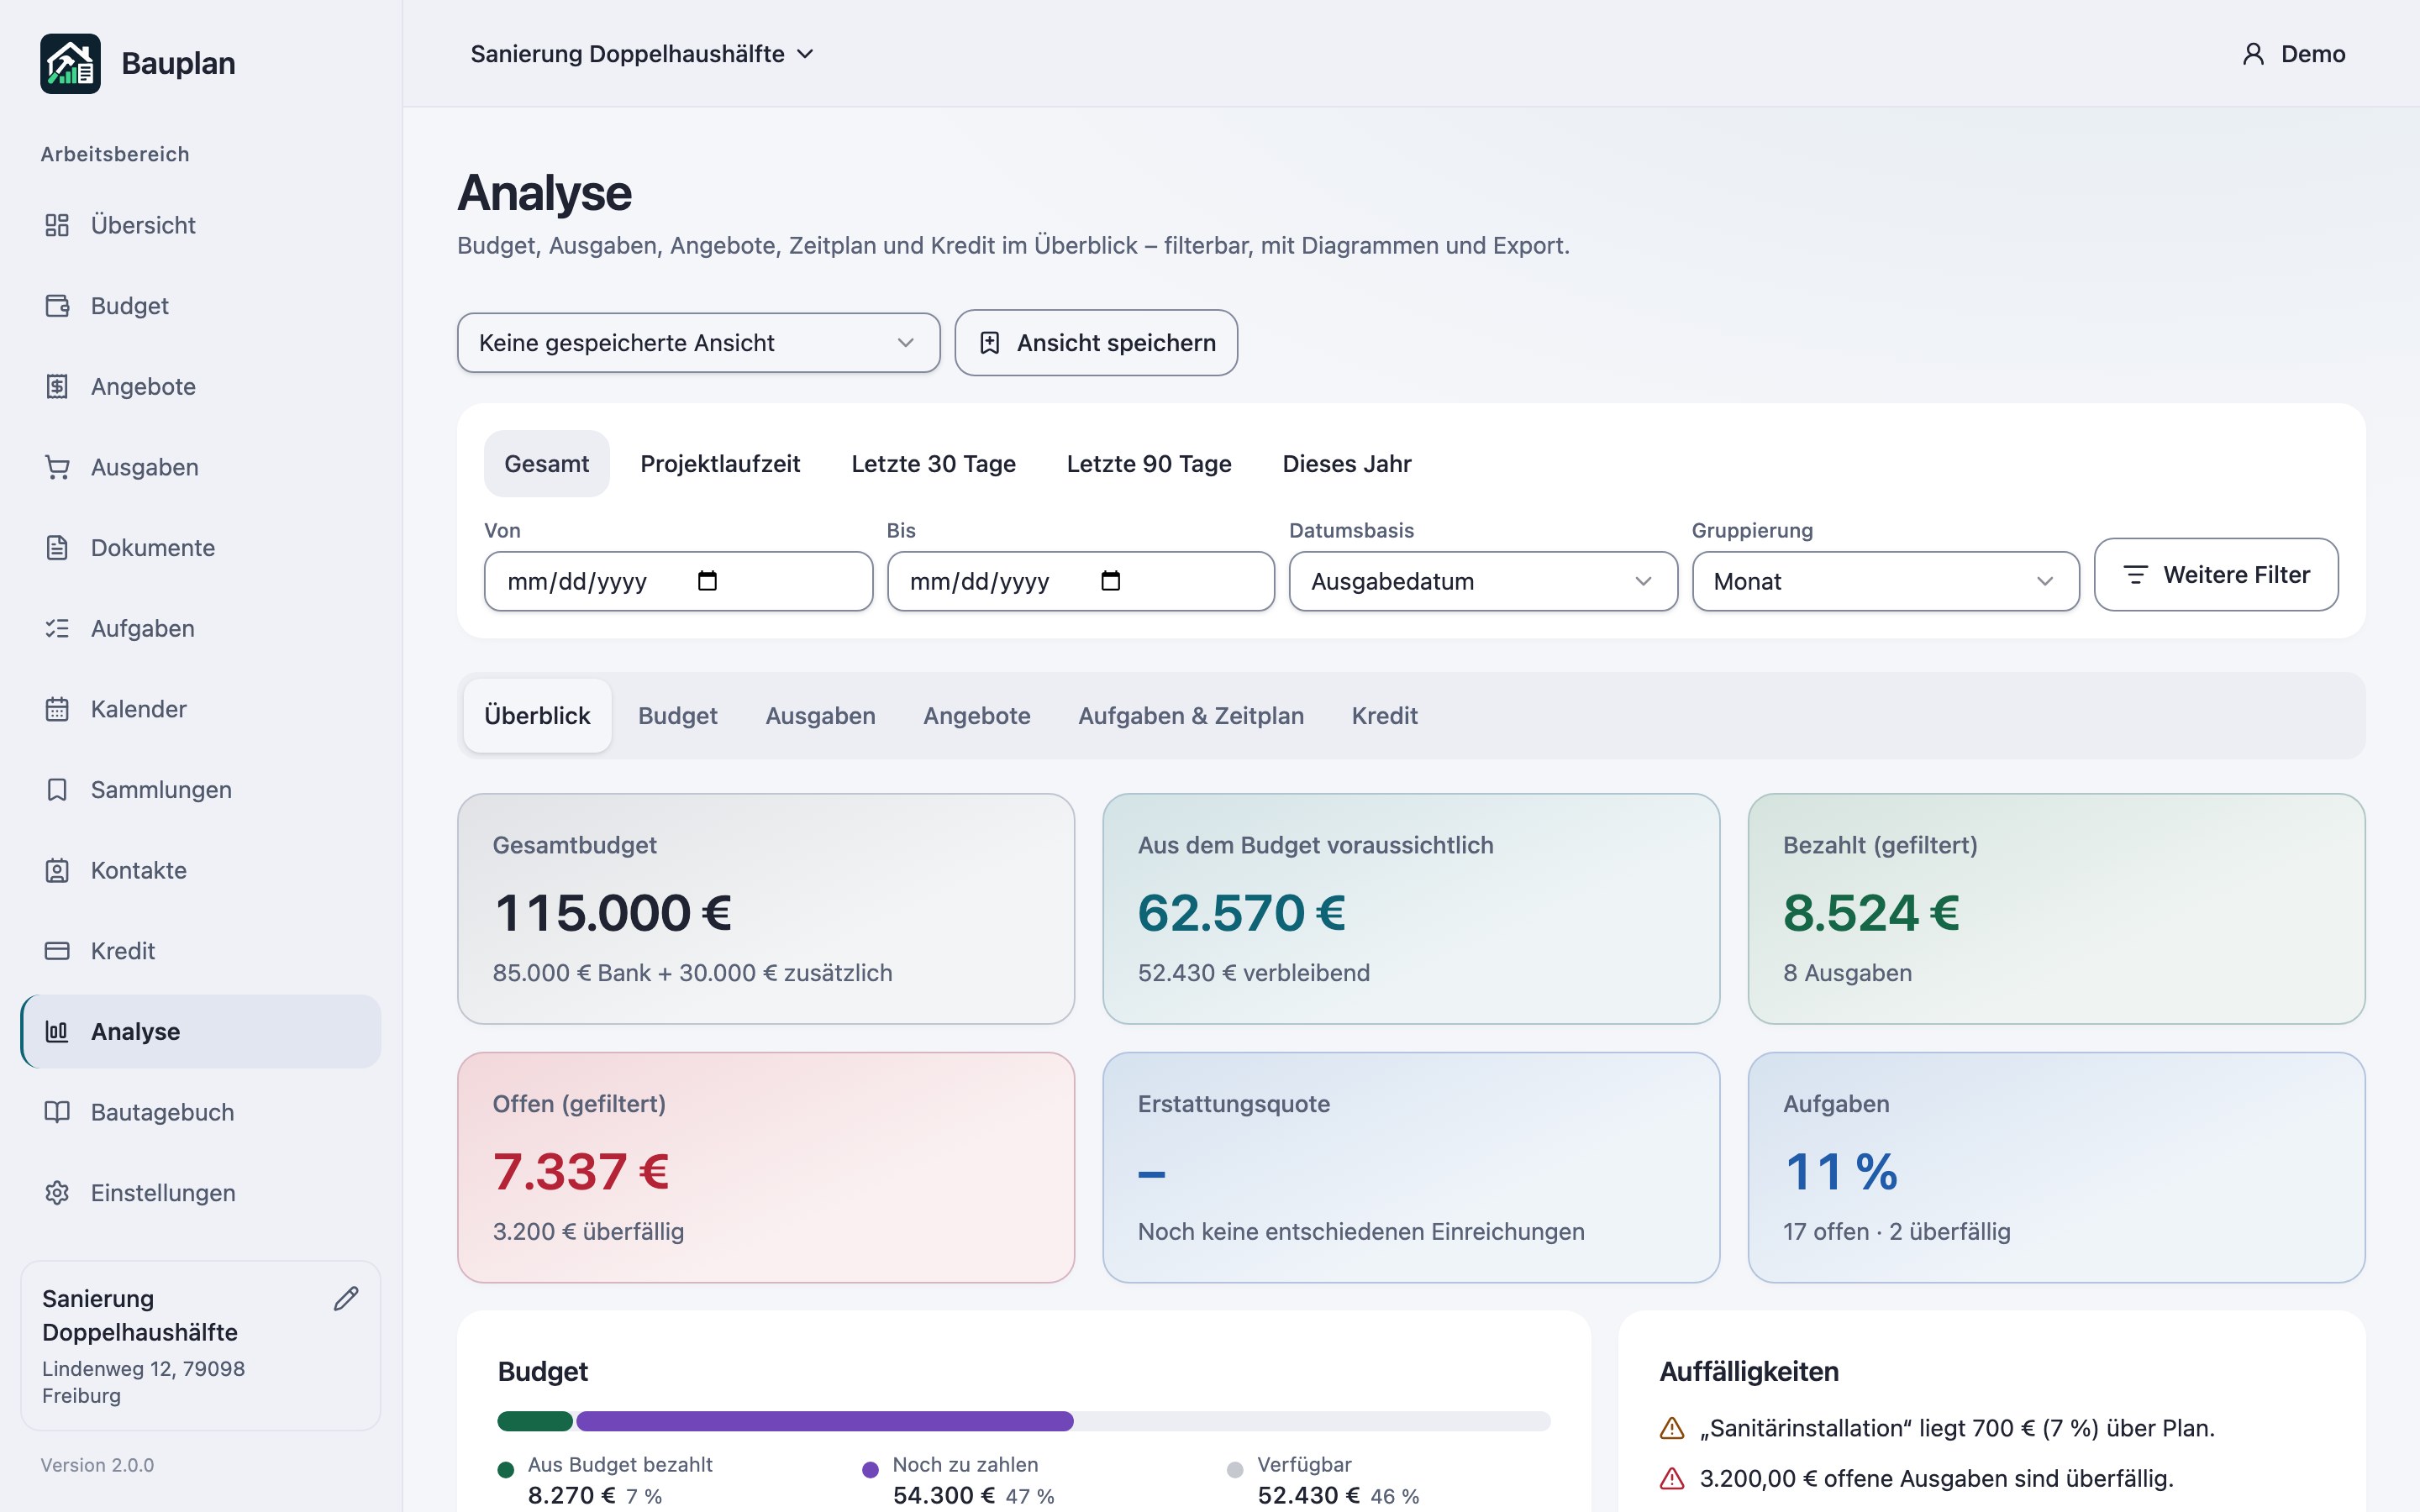 Bauplan
Arbeitsbereich
Übersicht
Budget
Angebote
Ausgaben
Dokumente
Aufgaben
Kalender
Sammlungen
Kontakte
Kredit
Analyse
Bautagebuch
Einstellungen
Sanierung
Doppelhaushälfte
Lindenweg 12, 79098
Freiburg
Version 2.0.0
Sanierung Doppelhaushälfte
Demo
Analyse
Budget, Ausgaben, Angebote, Zeitplan und Kredit im Überblick – filterbar, mit Diagrammen und Export.
Keine gespeicherte Ansicht
Ansicht speichern
Gesamt Projektlaufzeit Letzte 30 Tage Letzte 90 Tage Dieses Jahr
Von Bis Datumsbasis Gruppierung
mm/dd/yyyy mm/dd/yyyy Ausgabedatum Monat Weitere Filter
Überblick Budget Ausgaben Angebote Aufgaben & Zeitplan Kredit
Gesamtbudget
115.000 €
85.000 € Bank + 30.000 € zusätzlich
Aus dem Budget voraussichtlich
62.570 €
52.430 € verbleibend
Bezahlt (gefiltert)
8.524 €
8 Ausgaben
Offen (gefiltert)
7.337 €
3.200 € überfällig
Erstattungsquote
–
Noch keine entschiedenen Einreichungen
Aufgaben
11 %
17 offen · 2 überfällig
Budget
Aus Budget bezahlt
8.270 € 7 %
Noch zu zahlen
54.300 € 47 %
Verfügbar
52.430 € 46 %
Auffälligkeiten
„Sanitärinstallation“ liegt 700 € (7 %) über Plan.
3.200,00 € offene Ausgaben sind überfällig.